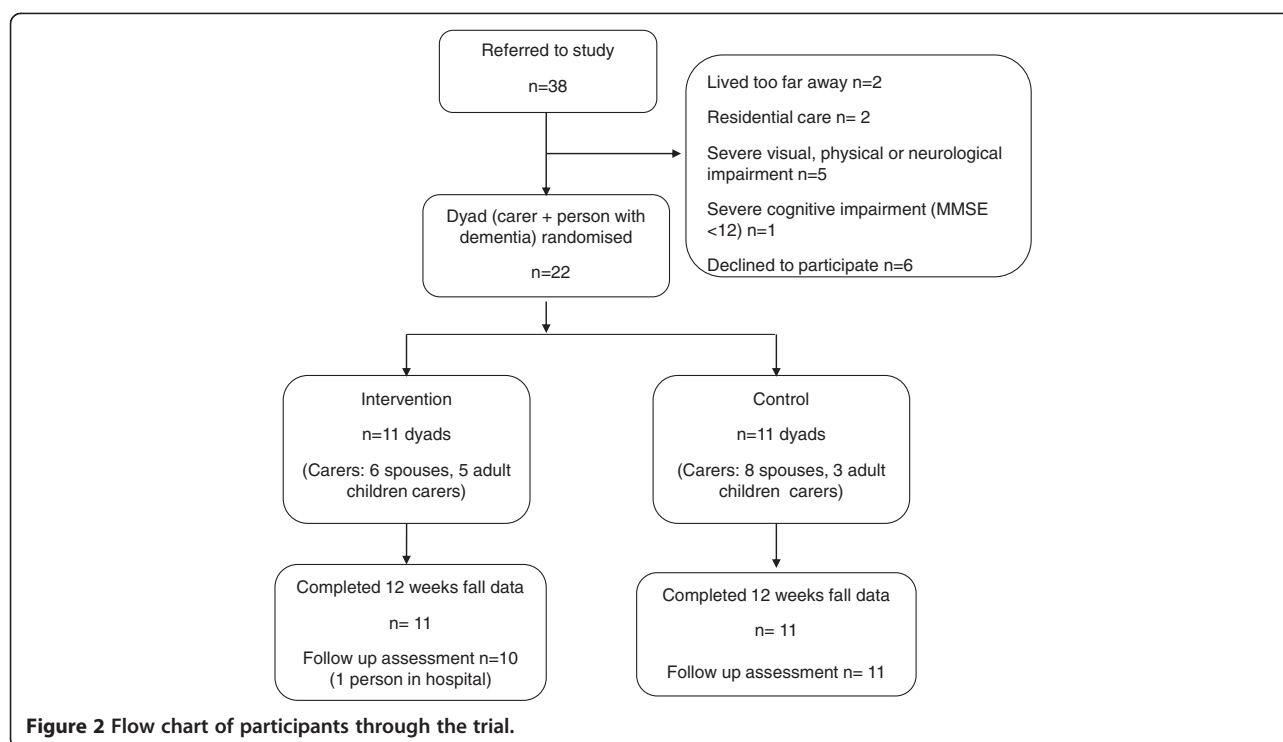 Referred to study
n=38
Lived too far away n=2
Residential care n= 2
Severe visual, physical or neurological
impairment n=5
Severe cognitive impairment (MMSE
<12) n=1
Declined to participate n=6
Dyad (carer + person with
dementia) randomised
n=22
Intervention
n=11 dyads
(Carers: 6 spouses, 5 adult
children carers)
Control
n=11 dyads
(Carers: 8 spouses, 3 adult
children carers)
Completed 12 weeks fall data
n= 11
Follow up assessment n=10
(1 person in hospital)
Completed 12 weeks fall data
n= 11
Follow up assessment n= 11
Figure 2 Flow chart of participants through the trial.